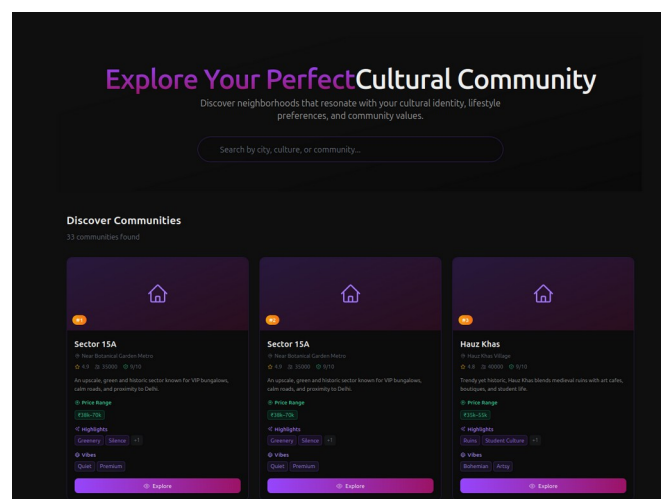 Explore Your PerfectCultural Community
Discover neighborhoods that resonate with your cultural identity, lifestyle
preferences, and community values.
Search by city, culture, or community...
Discover Communities
33 communities found
#1
Sector 15A
Near Botanical Garden Metro
4.9 35000 9/10
An upscale, green and historic sector known for VIP bungalows,
calm roads, and proximity to Delhi.
Price Range
₹38k-70k
Highlights
Greenery Silence +1
Vibes
Quiet Premium
Explore
#2
Sector 15A
Near Botanical Garden Metro
4.9 35000 9/10
An upscale, green and historic sector known for VIP bungalows,
calm roads, and proximity to Delhi.
Price Range
₹38k-70k
Highlights
Greenery Silence +1
Vibes
Quiet Premium
Explore
#3
Hauz Khas
Hauz Khas Village
4.8 40000 9/10
Trendy yet historic, Hauz Khas blends medieval ruins with art cafes,
boutiques, and student life.
Price Range
₹35k-55k
Highlights
Ruins Student Culture +1
Vibes
Bohemian Artsy
Explore